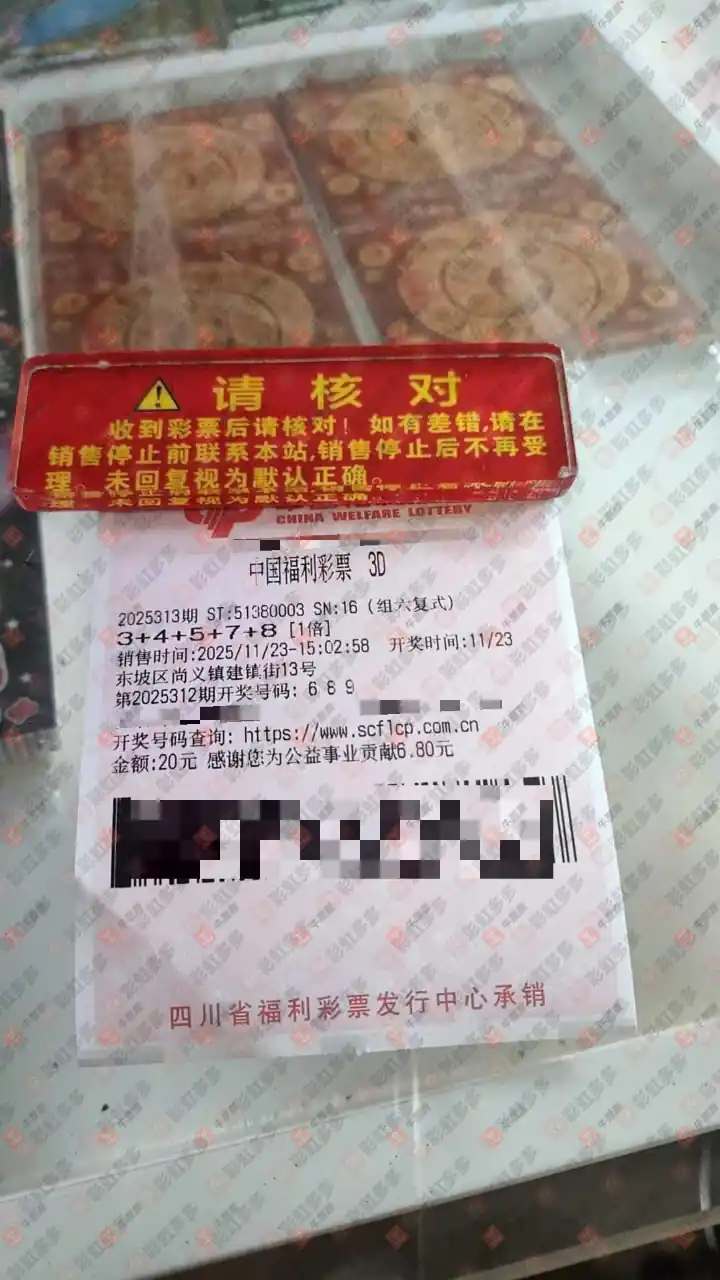 请核对
收到彩票后请核对！如有差错,请在
销售停止前联系本站,销售停止后不再受
理 未回复视为默认正确。
CHINA WELFARE LOTTERY
中国福利彩票 3D
2025313期 ST:51380003 SN:16 (组六复式)
3+4+5+7+8 [1倍]
销售时间:2025/11/23-15:02:58 开奖时间:11/23
东坡区尚义镇建镇街13号
第2025312期开奖号码: 6 8 9
开奖号码查询: https://www.scflcp.com.cn
金额:20元 感谢您为公益事业贡献6.80元
四川省福利彩票发行中心承销
彩虹多多